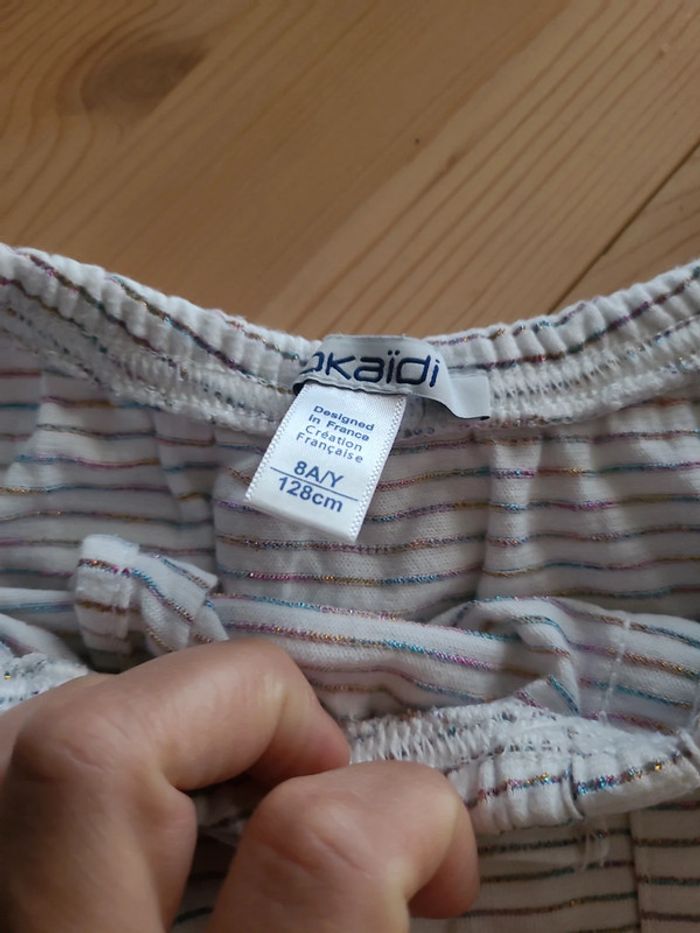 okaïdi
Designed
in France
Création
Française
8A/Y
128cm